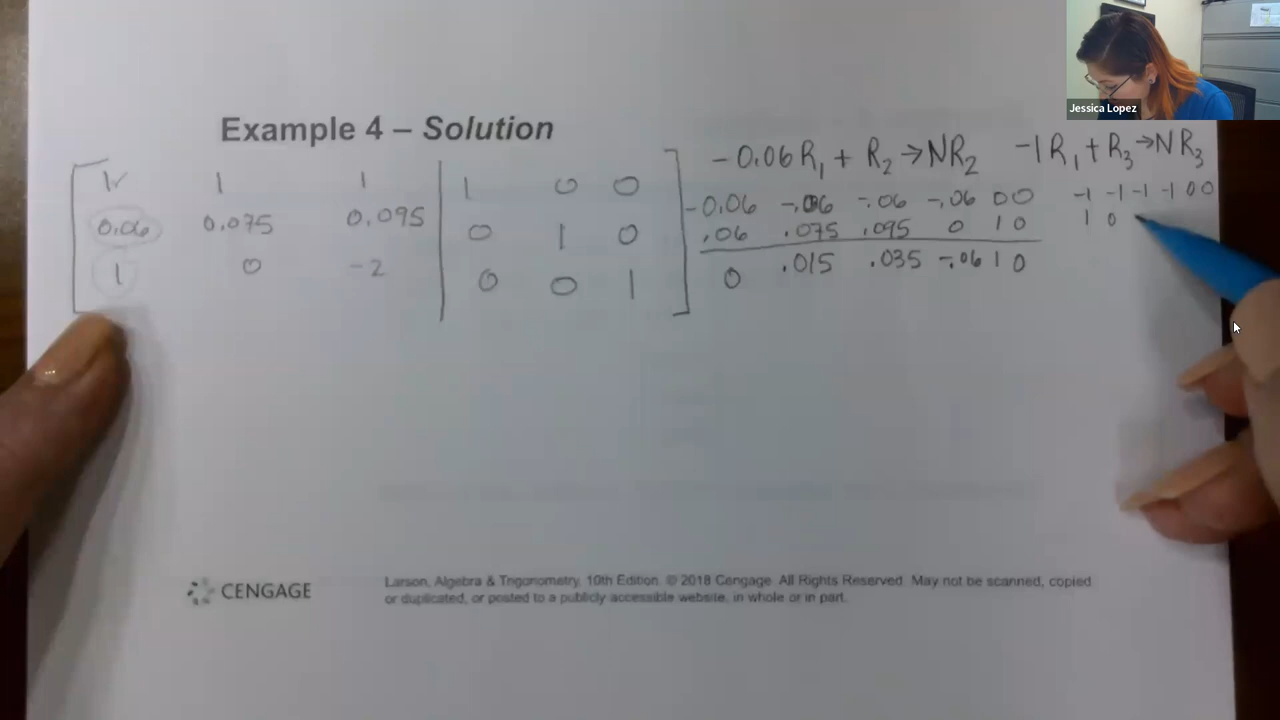 Jessica Lopez
Example 4 – Solution
-0.06R₁ + R₂ → NR₂
-1R₁ + R₃ → NR₃
1 1 1 | 1 0 0
0.06 0.075 0.095 | 0 1 0
1 0 -2 | 0 0 1
-0.06 -.06 -.06 -.06 0 0
.06 .075 .095 0 1 0
0 .015 .035 -.06 1 0
-1 -1 -1 -1 0 0
1 0
CENGAGE
Larson, Algebra & Trigonometry, 10th Edition. © 2018 Cengage. All Rights Reserved. May not be scanned, copied
or duplicated, or posted to a publicly accessible website, in whole or in part.